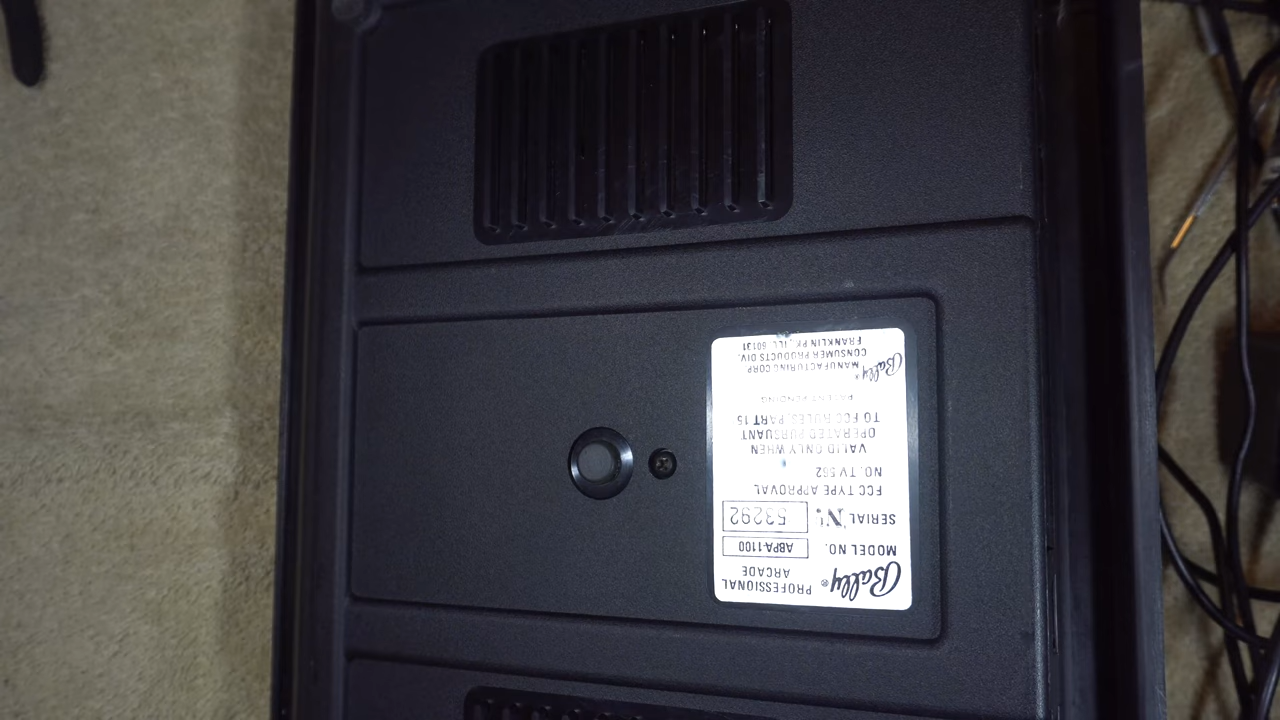 Bally® PROFESSIONAL
ARCADE
MODEL NO. ABPA-1100
SERIAL Nº. 53292
FCC TYPE APPROVAL
NO. TV 562
VALID ONLY WHEN
OPERATED PURSUANT
TO FCC RULES, PART 15
PATENT PENDING
Bally® MANUFACTURING CORP
CONSUMER PRODUCTS DIV.
FRANKLIN PK., ILL. 60131